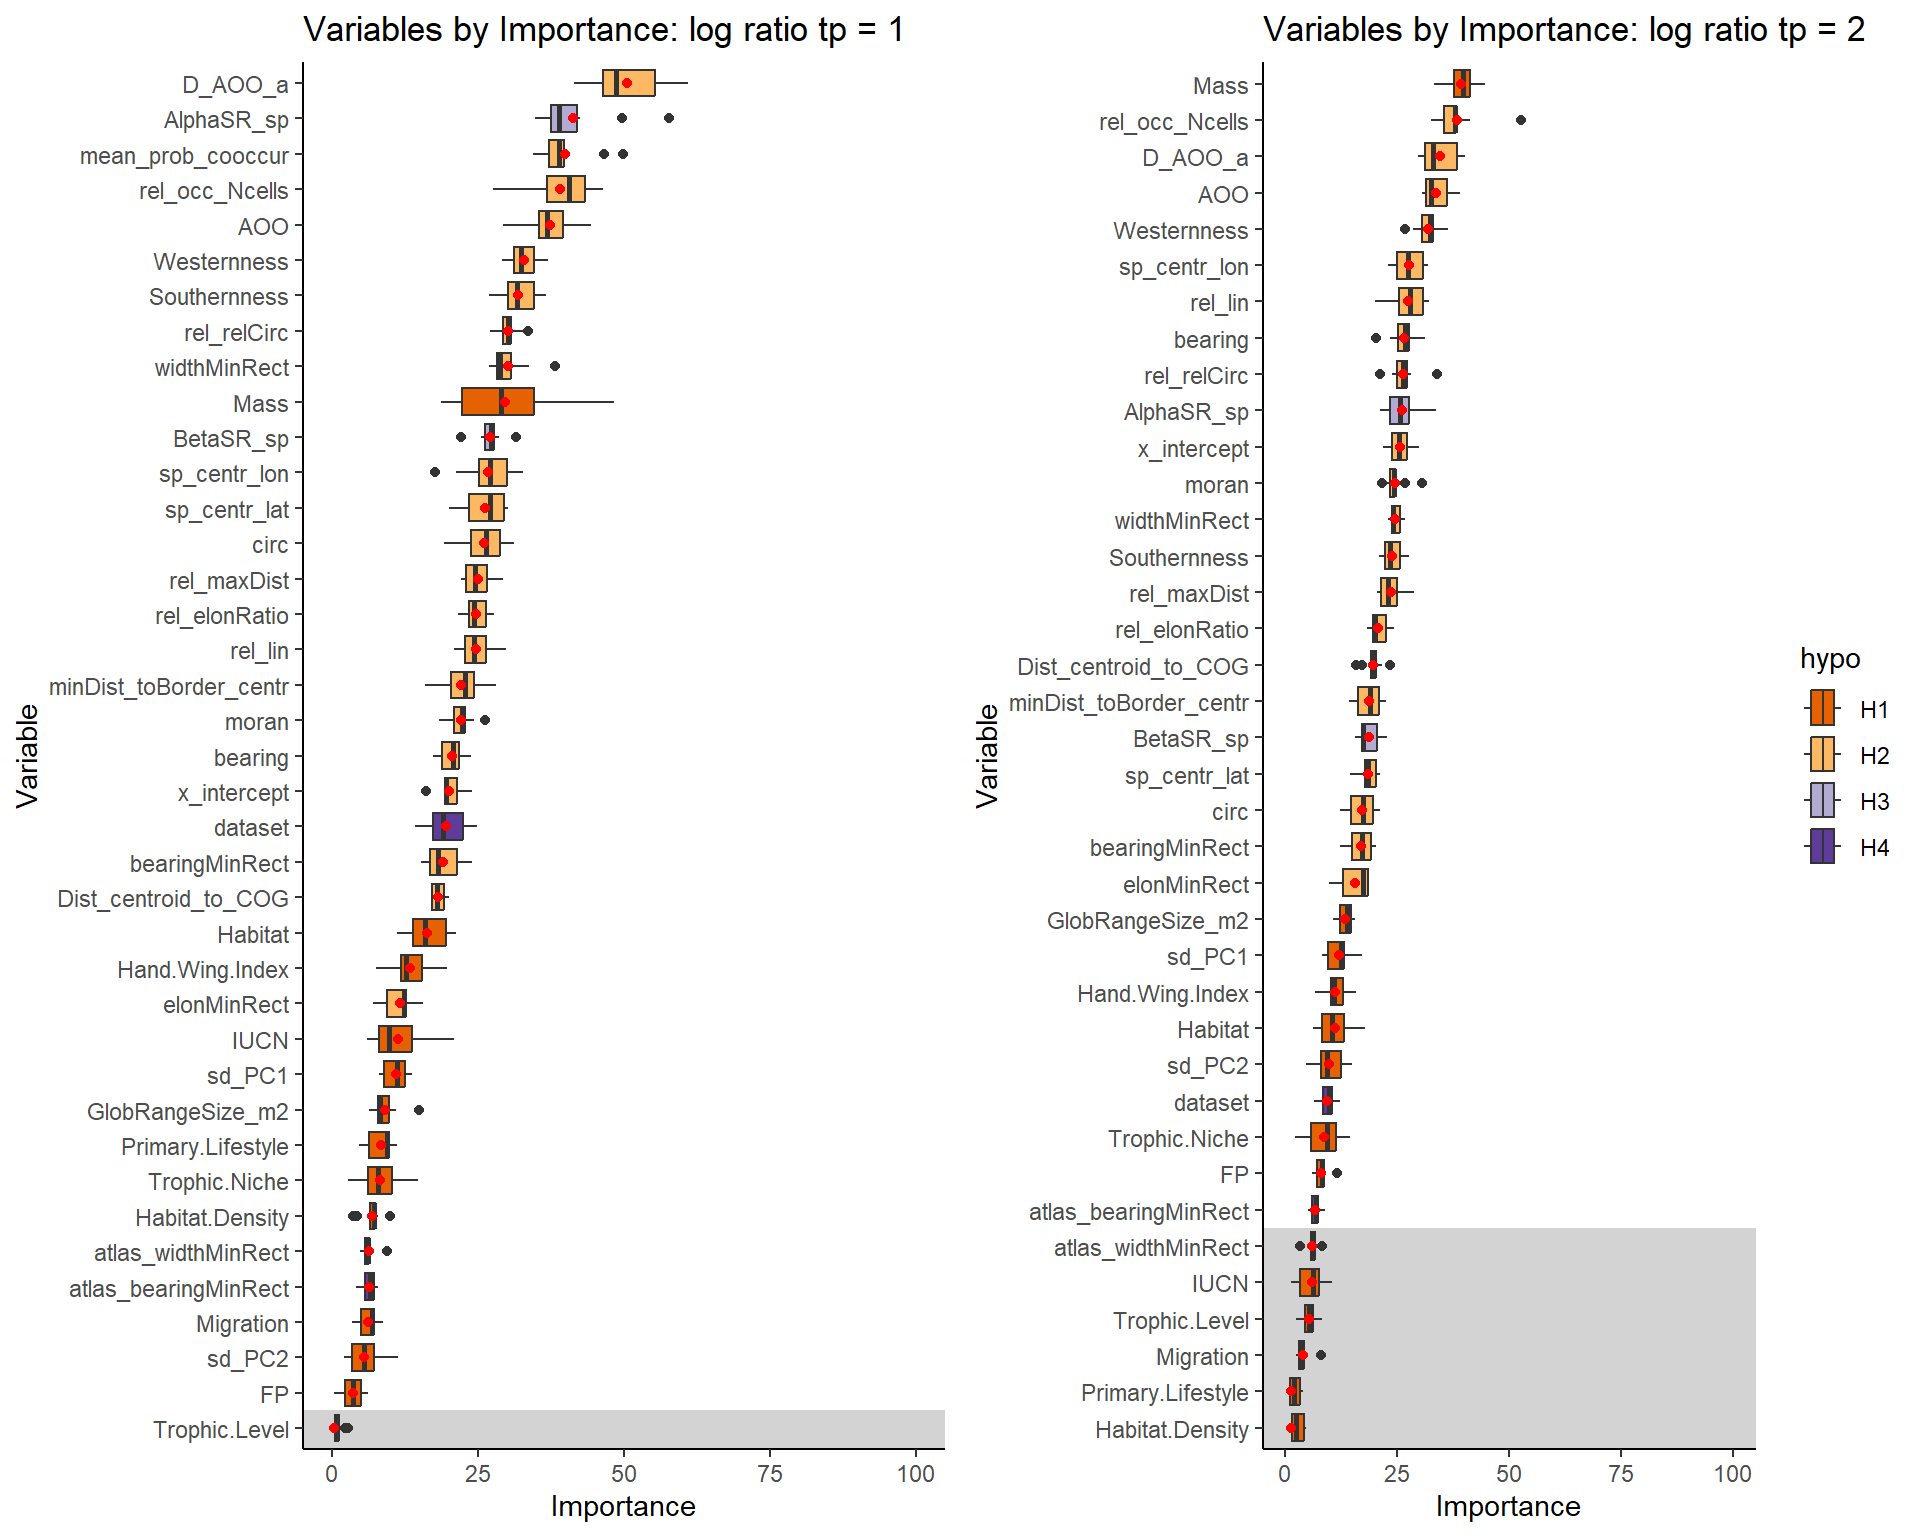 Variables by Importance: log ratio tp = 1
D_AOO_a
AlphaSR_sp
mean_prob_cooccur
rel_occ_Ncells
AOO
Westernness
Southernness
rel_relCirc
widthMinRect
Mass
BetaSR_sp
sp_centr_lon
sp_centr_lat
circ
rel_maxDist
rel_elonRatio
rel_lin
minDist_toBorder_centr
moran
bearing
x_intercept
dataset
bearingMinRect
Dist_centroid_to_COG
Habitat
Hand.Wing.Index
elonMinRect
IUCN
sd_PC1
GlobRangeSize_m2
Primary.Lifestyle
Trophic.Niche
Habitat.Density
atlas_widthMinRect
atlas_bearingMinRect
Migration
sd_PC2
FP
Trophic.Level
Variable
0 25 50 75 100
Importance
Variables by Importance: log ratio tp = 2
Mass
rel_occ_Ncells
D_AOO_a
AOO
Westernness
sp_centr_lon
rel_lin
bearing
rel_relCirc
AlphaSR_sp
x_intercept
moran
widthMinRect
Southernness
rel_maxDist
rel_elonRatio
Dist_centroid_to_COG
minDist_toBorder_centr
BetaSR_sp
sp_centr_lat
circ
bearingMinRect
elonMinRect
GlobRangeSize_m2
sd_PC1
Hand.Wing.Index
Habitat
sd_PC2
dataset
Trophic.Niche
FP
atlas_bearingMinRect
atlas_widthMinRect
IUCN
Trophic.Level
Migration
Primary.Lifestyle
Habitat.Density
Variable
0 25 50 75 100
Importance
hypo
H1
H2
H3
H4